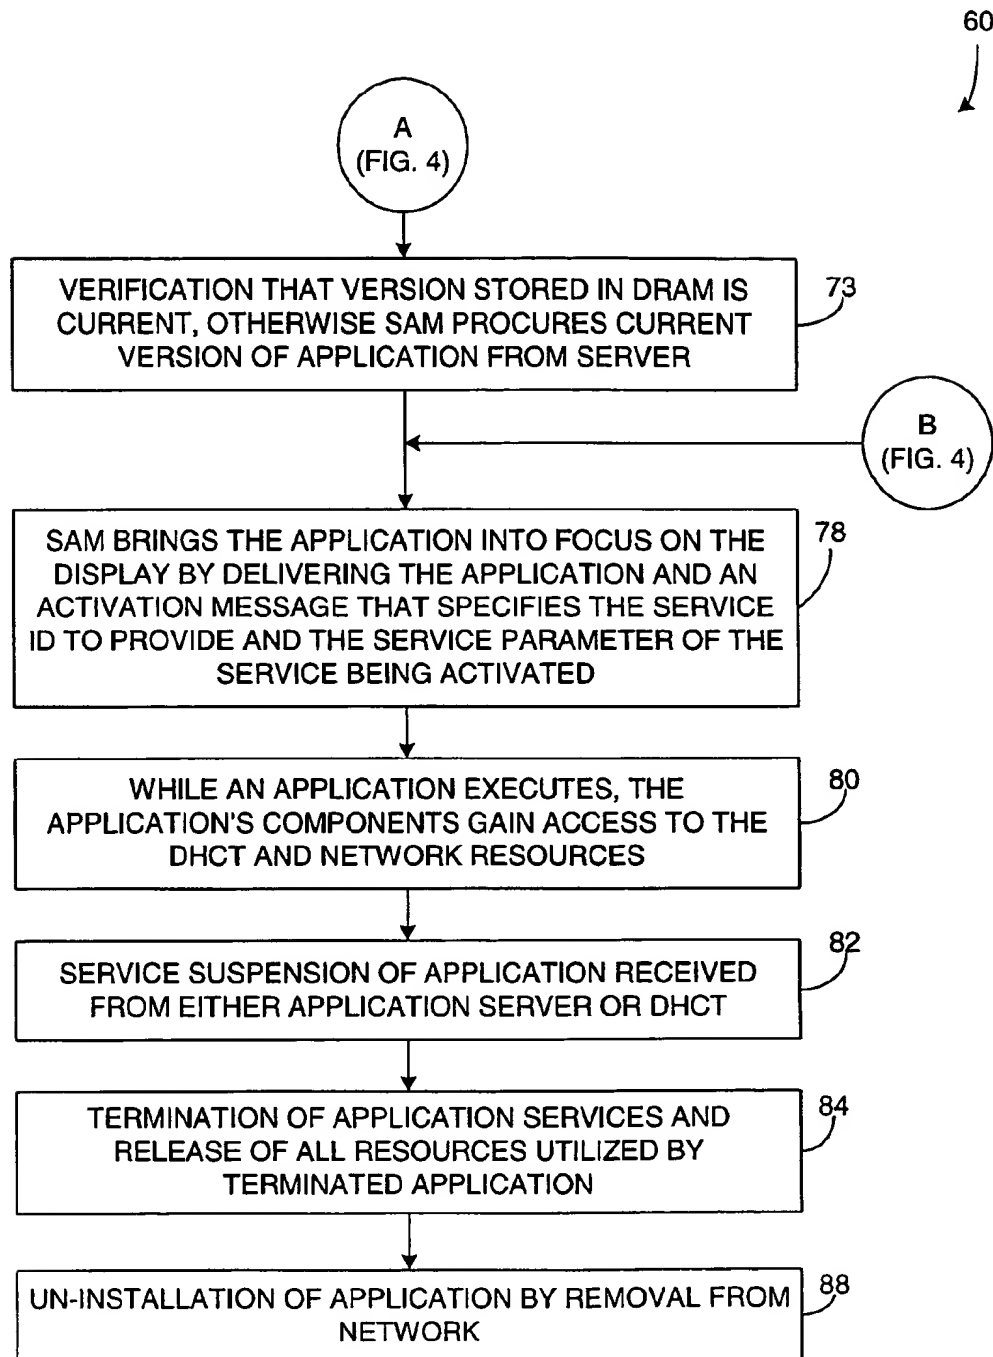 60
A
(FIG. 4)
VERIFICATION THAT VERSION STORED IN DRAM IS
CURRENT, OTHERWISE SAM PROCURES CURRENT
VERSION OF APPLICATION FROM SERVER
73
B
(FIG. 4)
SAM BRINGS THE APPLICATION INTO FOCUS ON THE
DISPLAY BY DELIVERING THE APPLICATION AND AN
ACTIVATION MESSAGE THAT SPECIFIES THE SERVICE
ID TO PROVIDE AND THE SERVICE PARAMETER OF THE
SERVICE BEING ACTIVATED
78
WHILE AN APPLICATION EXECUTES, THE
APPLICATION'S COMPONENTS GAIN ACCESS TO THE
DHCT AND NETWORK RESOURCES
80
SERVICE SUSPENSION OF APPLICATION RECEIVED
FROM EITHER APPLICATION SERVER OR DHCT
82
TERMINATION OF APPLICATION SERVICES AND
RELEASE OF ALL RESOURCES UTILIZED BY
TERMINATED APPLICATION
84
UN-INSTALLATION OF APPLICATION BY REMOVAL FROM
NETWORK
88